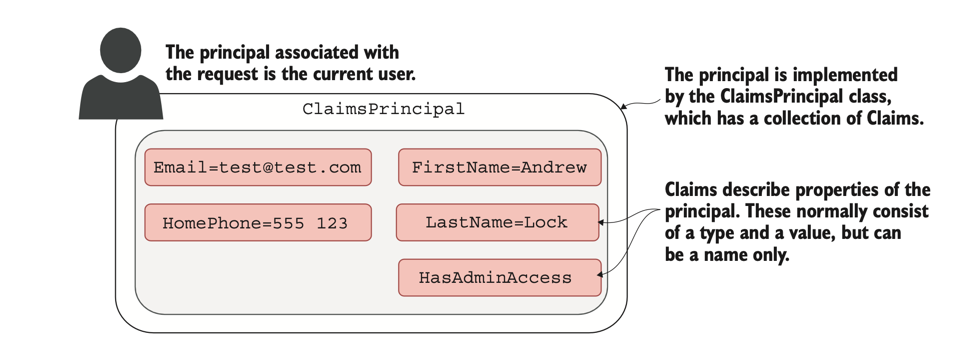 The principal associated with
the request is the current user.
ClaimsPrincipal
Email=test@test.com
FirstName=Andrew
HomePhone=555 123
LastName=Lock
HasAdminAccess
The principal is implemented
by the ClaimsPrincipal class,
which has a collection of Claims.
Claims describe properties of the
principal. These normally consist
of a type and a value, but can
be a name only.